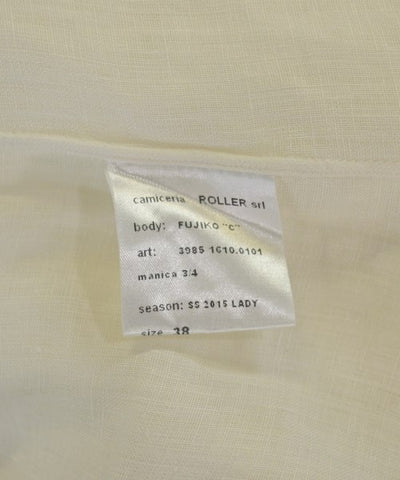 camiceria ROLLER srl
body: FUJIKO "C"
art: 3985 1610.0101
manica 3/4
season: SS 2015 LADY
size 38